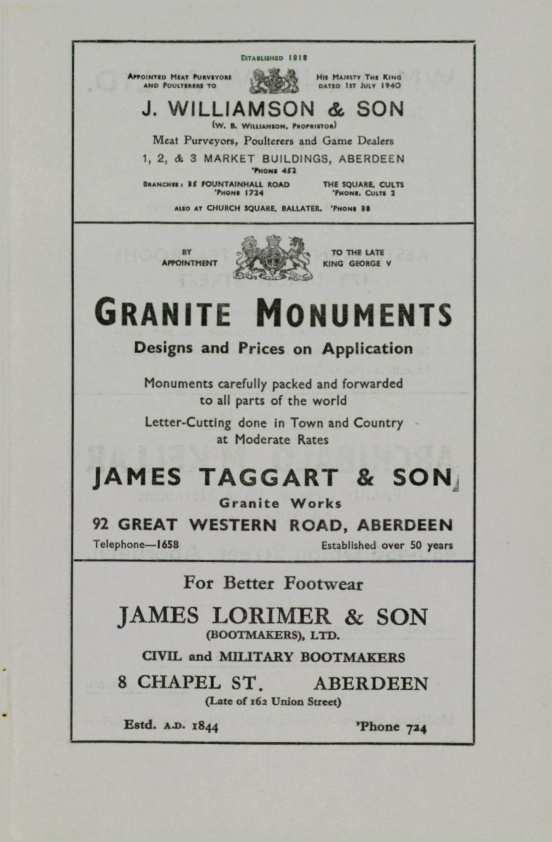 ESTABLISHED 1818
APPOINTED MEAT PURVEYORS AND POULTERERS TO
HIS MAJESTY THE KING DATED 1ST JULY 1940
J. WILLIAMSON & SON
(W. B. WILLIAMSON, PROPRIETOR)
Meat Purveyors, Poulterers and Game Dealers
1, 2, & 3 MARKET BUILDINGS, ABERDEEN
'PHONE 452
BRANCHES: 35 FOUNTAINHALL ROAD
'PHONE 1724
THE SQUARE, CULTS
'PHONE, CULTS 2
ALSO AT CHURCH SQUARE, BALLATER. 'PHONE 38
BY APPOINTMENT
TO THE LATE KING GEORGE V
GRANITE MONUMENTS
Designs and Prices on Application
Monuments carefully packed and forwarded
to all parts of the world
Letter-Cutting done in Town and Country
at Moderate Rates
JAMES TAGGART & SON
Granite Works
92 GREAT WESTERN ROAD, ABERDEEN
Telephone—1658 Established over 50 years
For Better Footwear
JAMES LORIMER & SON
(BOOTMAKERS), LTD.
CIVIL and MILITARY BOOTMAKERS
8 CHAPEL ST. ABERDEEN
(Late of 162 Union Street)
Estd. A.D. 1844 'Phone 724